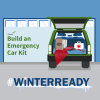 Build an
Emergency
Car Kit
#WiNTERREADY